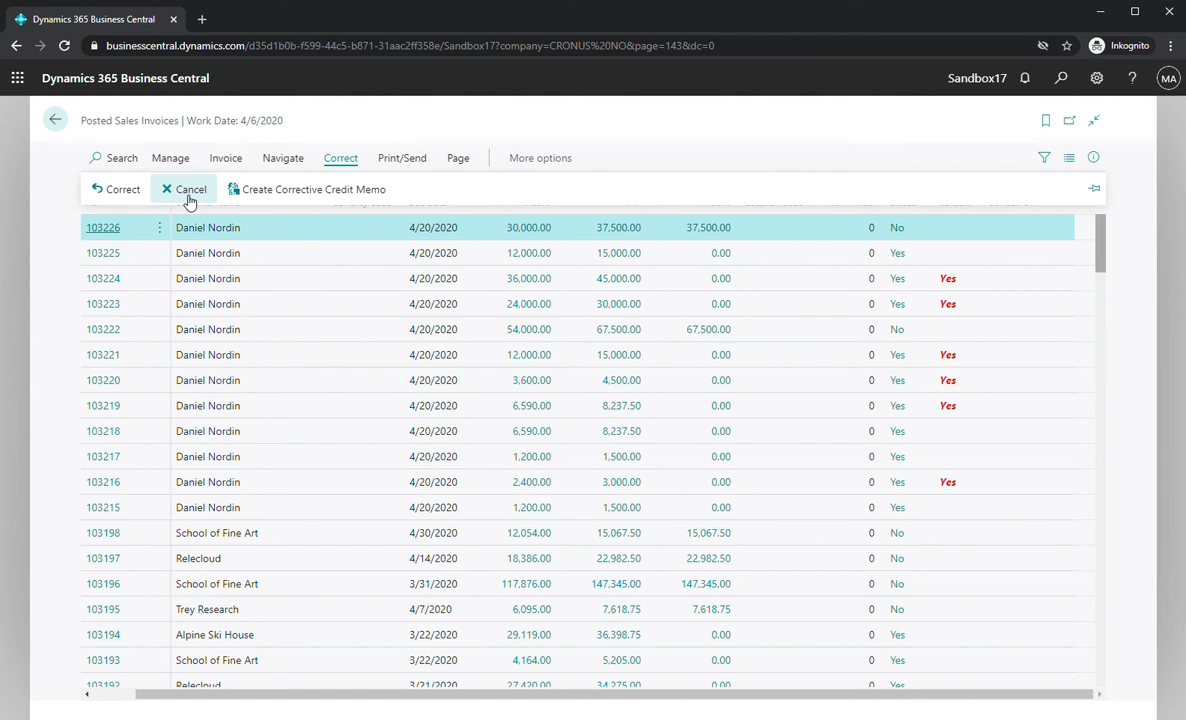 Dynamics 365 Business Central
businesscentral.dynamics.com/d35d1b0b-f599-44c5-b871-31aac2ff358e/Sandbox17?company=CRONUS%20NO&page=143&dc=0
Inkognito
Dynamics 365 Business Central
Sandbox17
?
MA
Posted Sales Invoices | Work Date: 4/6/2020
Search Manage Invoice Navigate Correct Print/Send Page More options
Correct Cancel Create Corrective Credit Memo
103226 Daniel Nordin 4/20/2020 30,000.00 37,500.00 37,500.00 0 No
103225 Daniel Nordin 4/20/2020 12,000.00 15,000.00 0.00 0 Yes
103224 Daniel Nordin 4/20/2020 36,000.00 45,000.00 0.00 0 Yes Yes
103223 Daniel Nordin 4/20/2020 24,000.00 30,000.00 0.00 0 Yes Yes
103222 Daniel Nordin 4/20/2020 54,000.00 67,500.00 67,500.00 0 No
103221 Daniel Nordin 4/20/2020 12,000.00 15,000.00 0.00 0 Yes Yes
103220 Daniel Nordin 4/20/2020 3,600.00 4,500.00 0.00 0 Yes Yes
103219 Daniel Nordin 4/20/2020 6,590.00 8,237.50 0.00 0 Yes Yes
103218 Daniel Nordin 4/20/2020 6,590.00 8,237.50 0.00 0 Yes
103217 Daniel Nordin 4/20/2020 1,200.00 1,500.00 0.00 0 Yes
103216 Daniel Nordin 4/20/2020 2,400.00 3,000.00 0.00 0 Yes Yes
103215 Daniel Nordin 4/20/2020 1,200.00 1,500.00 0.00 0 Yes
103198 School of Fine Art 4/30/2020 12,054.00 15,067.50 15,067.50 0 No
103197 Relecloud 4/14/2020 18,386.00 22,982.50 22,982.50 0 No
103196 School of Fine Art 3/31/2020 117,876.00 147,345.00 147,345.00 0 No
103195 Trey Research 4/7/2020 6,095.00 7,618.75 7,618.75 0 No
103194 Alpine Ski House 3/22/2020 29,119.00 36,398.75 0.00 0 Yes
103193 School of Fine Art 3/22/2020 4,164.00 5,205.00 0.00 0 Yes
103192 Relecloud 3/21/2020 27,420.00 34,275.00 0.00 0 Yes